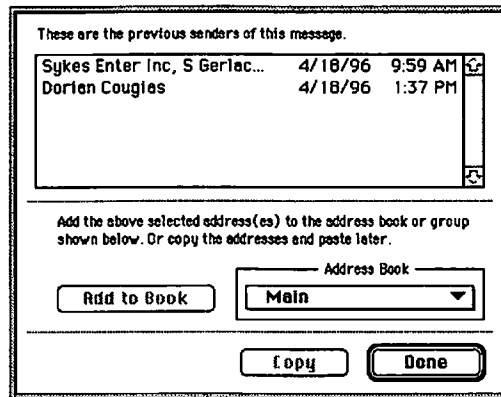 These are the previous senders of this message.
Sykes Enter Inc, S Gerlac... 4/18/96 9:59 AM
Dorian Cougias 4/18/96 1:37 PM
Add the above selected address(es) to the address book or group
shown below. Or copy the addresses and paste later.
Address Book
Add to Book
Main
Copy
Done